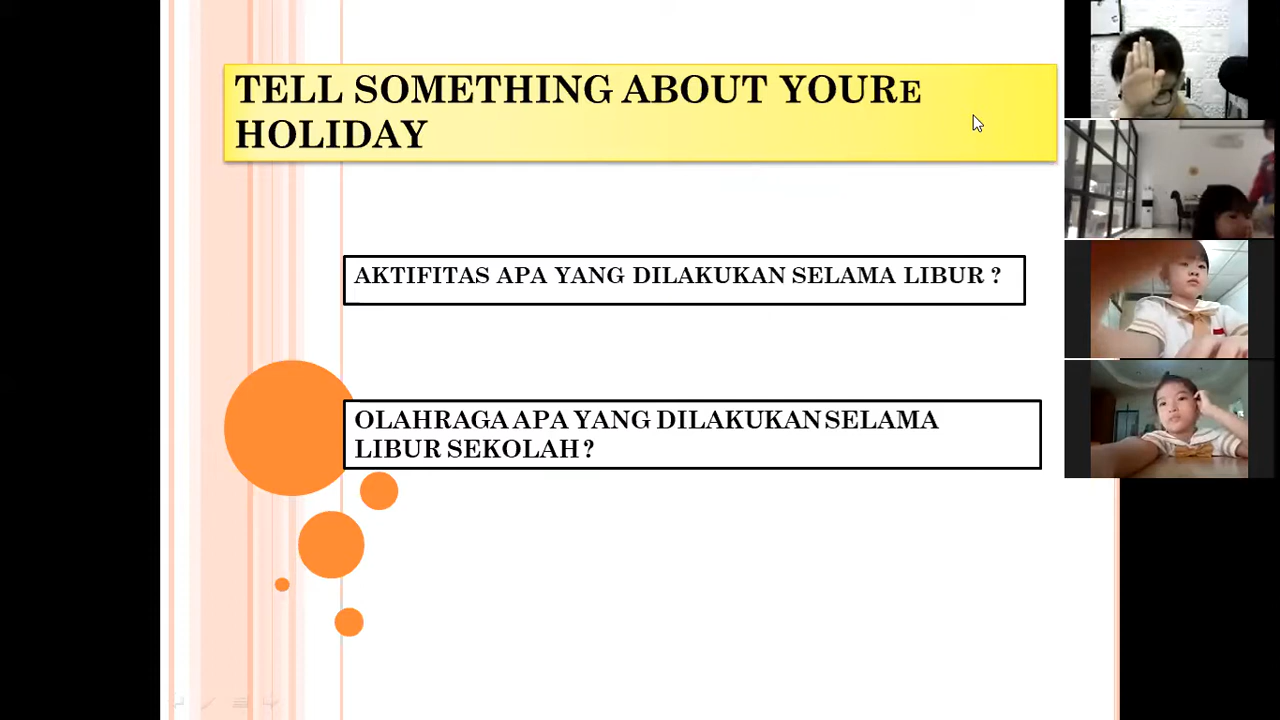 TELL SOMETHING ABOUT YOURE
HOLIDAY
AKTIFITAS APA YANG DILAKUKAN SELAMA LIBUR ?
OLAHRAGA APA YANG DILAKUKAN SELAMA
LIBUR SEKOLAH ?